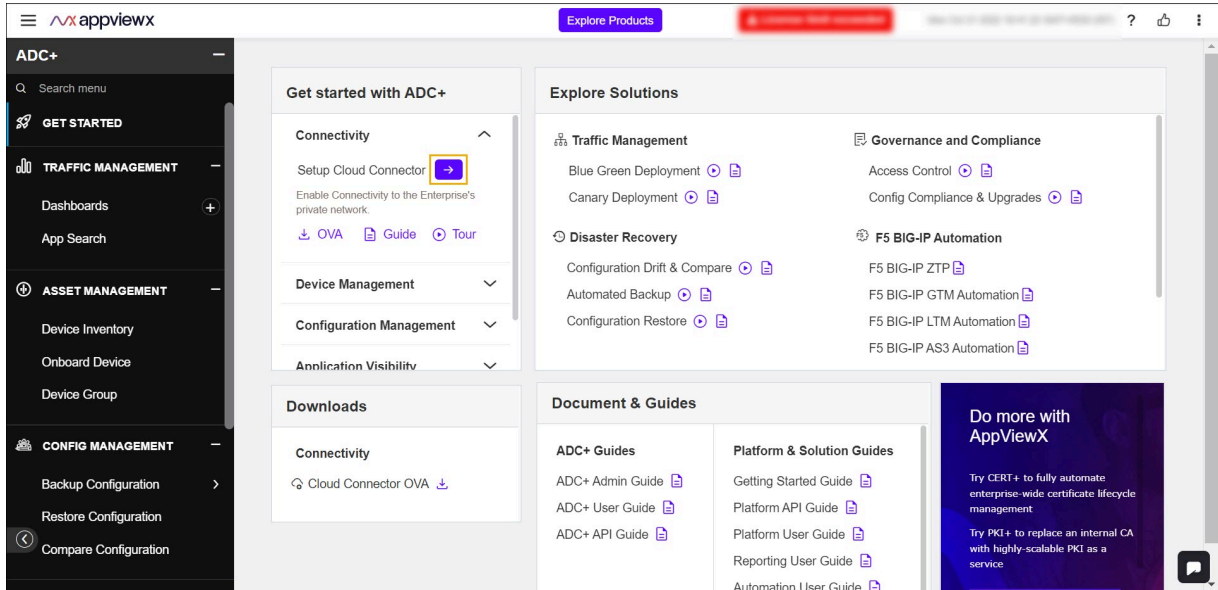 appviewx
Explore Products
?
ADC+
Search menu
GET STARTED
TRAFFIC MANAGEMENT
Dashboards
App Search
ASSET MANAGEMENT
Device Inventory
Onboard Device
Device Group
CONFIG MANAGEMENT
Backup Configuration
Restore Configuration
Compare Configuration
Get started with ADC+
Connectivity
Setup Cloud Connector
Enable Connectivity to the Enterprise's
private network.
OVA Guide Tour
Device Management
Configuration Management
Application Visibility
Explore Solutions
Traffic Management
Blue Green Deployment
Canary Deployment
Disaster Recovery
Configuration Drift & Compare
Automated Backup
Configuration Restore
Governance and Compliance
Access Control
Config Compliance & Upgrades
F5 BIG-IP Automation
F5 BIG-IP ZTP
F5 BIG-IP GTM Automation
F5 BIG-IP LTM Automation
F5 BIG-IP AS3 Automation
Downloads
Connectivity
Cloud Connector OVA
Document & Guides
ADC+ Guides
ADC+ Admin Guide
ADC+ User Guide
ADC+ API Guide
Platform & Solution Guides
Getting Started Guide
Platform API Guide
Platform User Guide
Reporting User Guide
Automation User Guide
Do more with
AppViewX
Try CERT+ to fully automate
enterprise-wide certificate lifecycle
management
Try PKI+ to replace an internal CA
with highly-scalable PKI as a
service